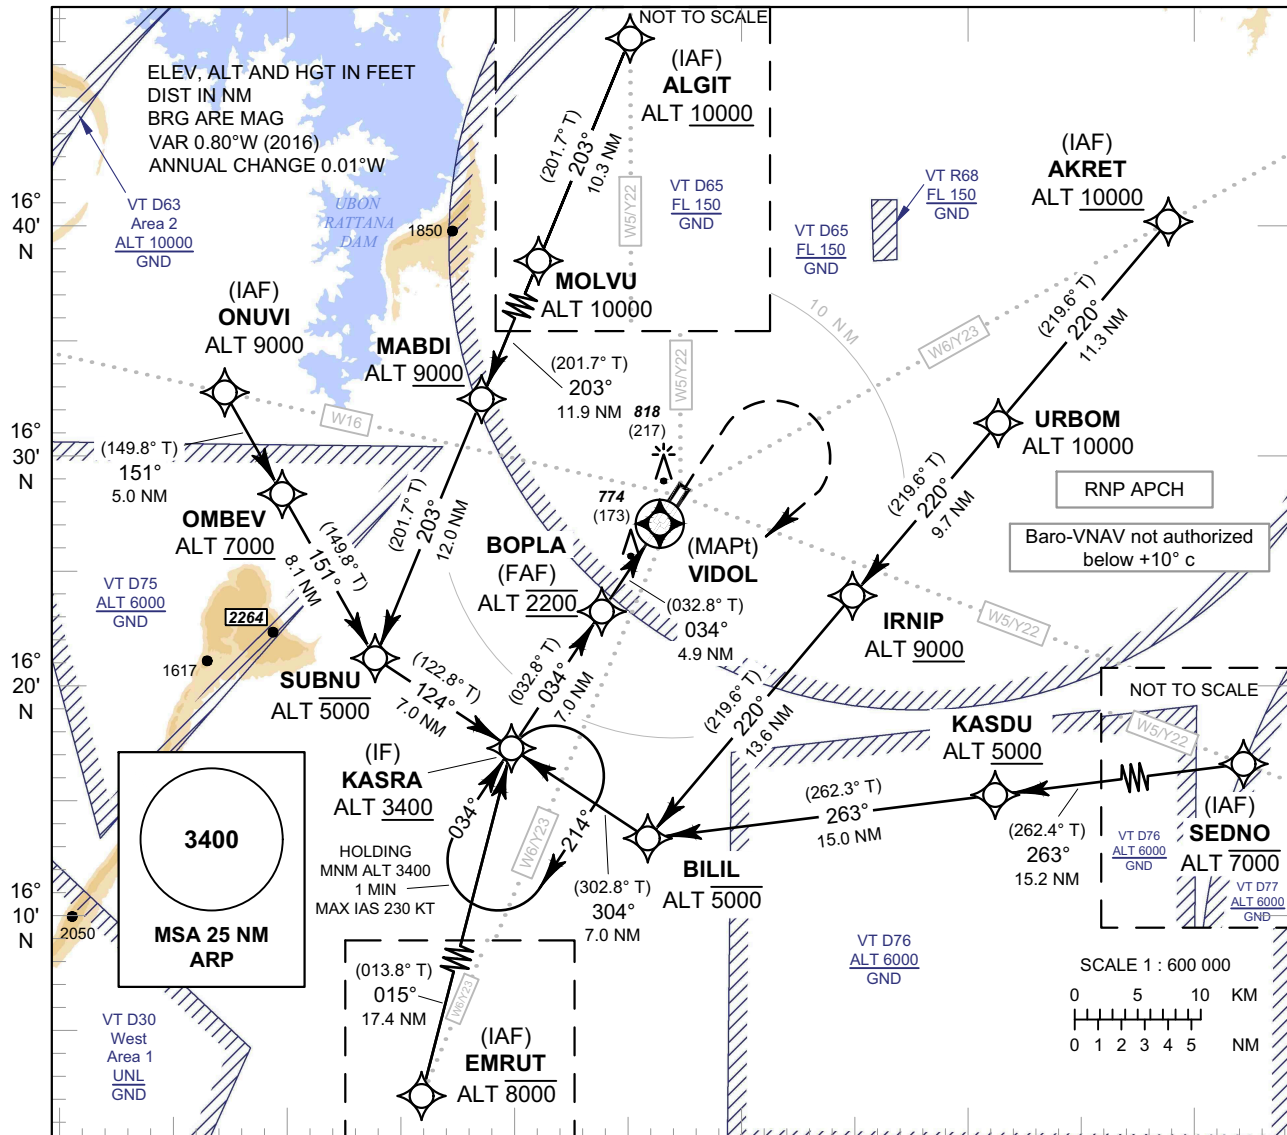 NOT TO SCALE
ELEV, ALT AND HGT IN FEET
DIST IN NM
BRG ARE MAG
VAR 0.80°W (2016)
ANNUAL CHANGE 0.01°W
(IAF)
ALGIT
ALT 10000
(201.7° T)
203°
10.3 NM
W5/Y22
VT D65
FL 150
GND
VT R68
FL 150
GND
VT D65
FL 150
GND
(IAF)
AKRET
ALT 10000
16°
40'
N
VT D63
Area 2
ALT 10000
GND
UBON
RATTANA
DAM
1850
MOLVU
ALT 10000
10 NM
W6/Y23
(219.6° T)
220°
11.3 NM
(IAF)
ONUVI
ALT 9000
MABDI
ALT 9000
(201.7° T)
203°
11.9 NM
W5/Y22
W16
818
(217)
URBOM
ALT 10000
16°
30'
N
(149.8° T)
151°
5.0 NM
(201.7° T)
203°
12.0 NM
(219.6° T)
220°
9.7 NM
RNP APCH
Baro-VNAV not authorized
below +10° c
774
(173)
OMBEV
ALT 7000
(149.8° T)
151°
8.1 NM
BOPLA
(FAF)
ALT 2200
(MAPt)
VIDOL
(032.8° T)
034°
4.9 NM
VT D75
ALT 6000
GND
2264
1617
IRNIP
ALT 9000
W5/Y22
16°
20'
N
SUBNU
ALT 5000
(122.8° T)
124°
7.0 NM
(032.8° T)
034°
7.0 NM
(219.6° T)
220°
13.6 NM
NOT TO SCALE
W5/Y22
KASDU
ALT 5000
(IF)
KASRA
ALT 3400
034°
214°
W6/Y23
HOLDING
MNM ALT 3400
1 MIN
MAX IAS 230 KT
(262.3° T)
263°
15.0 NM
(262.4° T)
263°
15.2 NM
(IAF)
SEDNO
ALT 7000
VT D76
ALT 6000
GND
VT D77
ALT 6000
GND
BILIL
ALT 5000
(302.8° T)
304°
7.0 NM
3400
MSA 25 NM
ARP
16°
10'
N
2050
VT D76
ALT 6000
GND
(013.8° T)
015°
17.4 NM
W6/Y23
(IAF)
EMRUT
ALT 8000
VT D30
West
Area 1
UNL
GND
SCALE 1 : 600 000
0 5 10 KM
0 1 2 3 4 5 NM